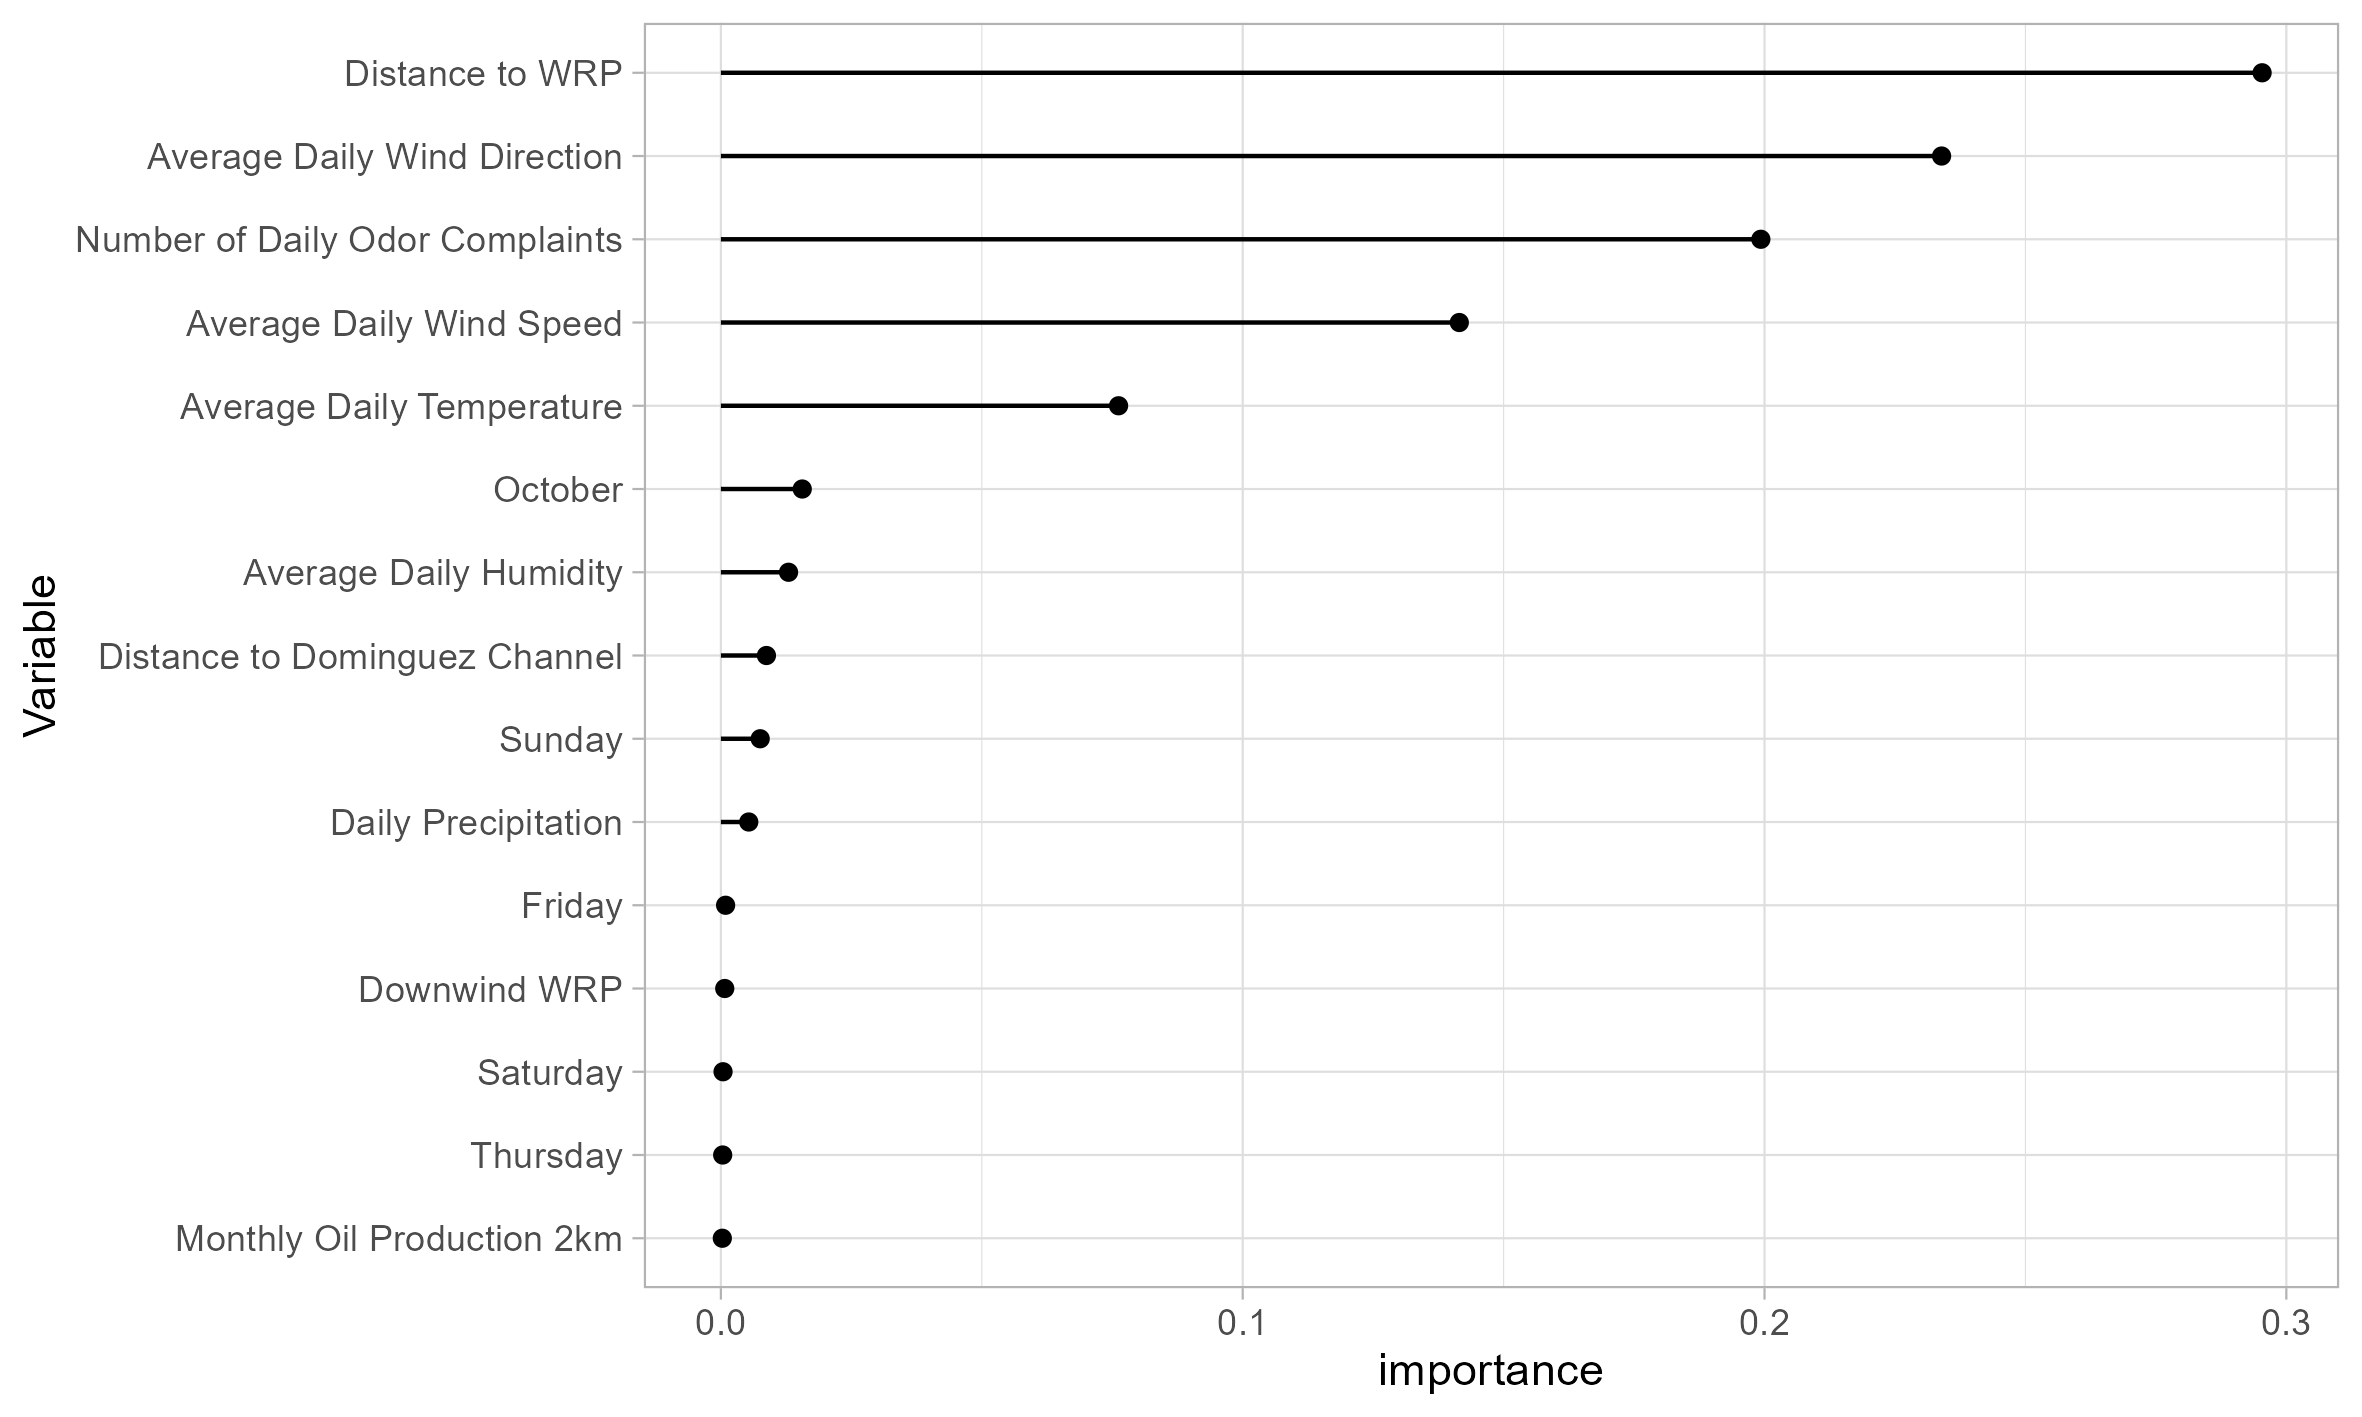 Distance to WRP
Average Daily Wind Direction
Number of Daily Odor Complaints
Average Daily Wind Speed
Average Daily Temperature
October
Average Daily Humidity
Distance to Dominguez Channel
Sunday
Daily Precipitation
Friday
Downwind WRP
Saturday
Thursday
Monthly Oil Production 2km
Variable
0.0 0.1 0.2 0.3
importance